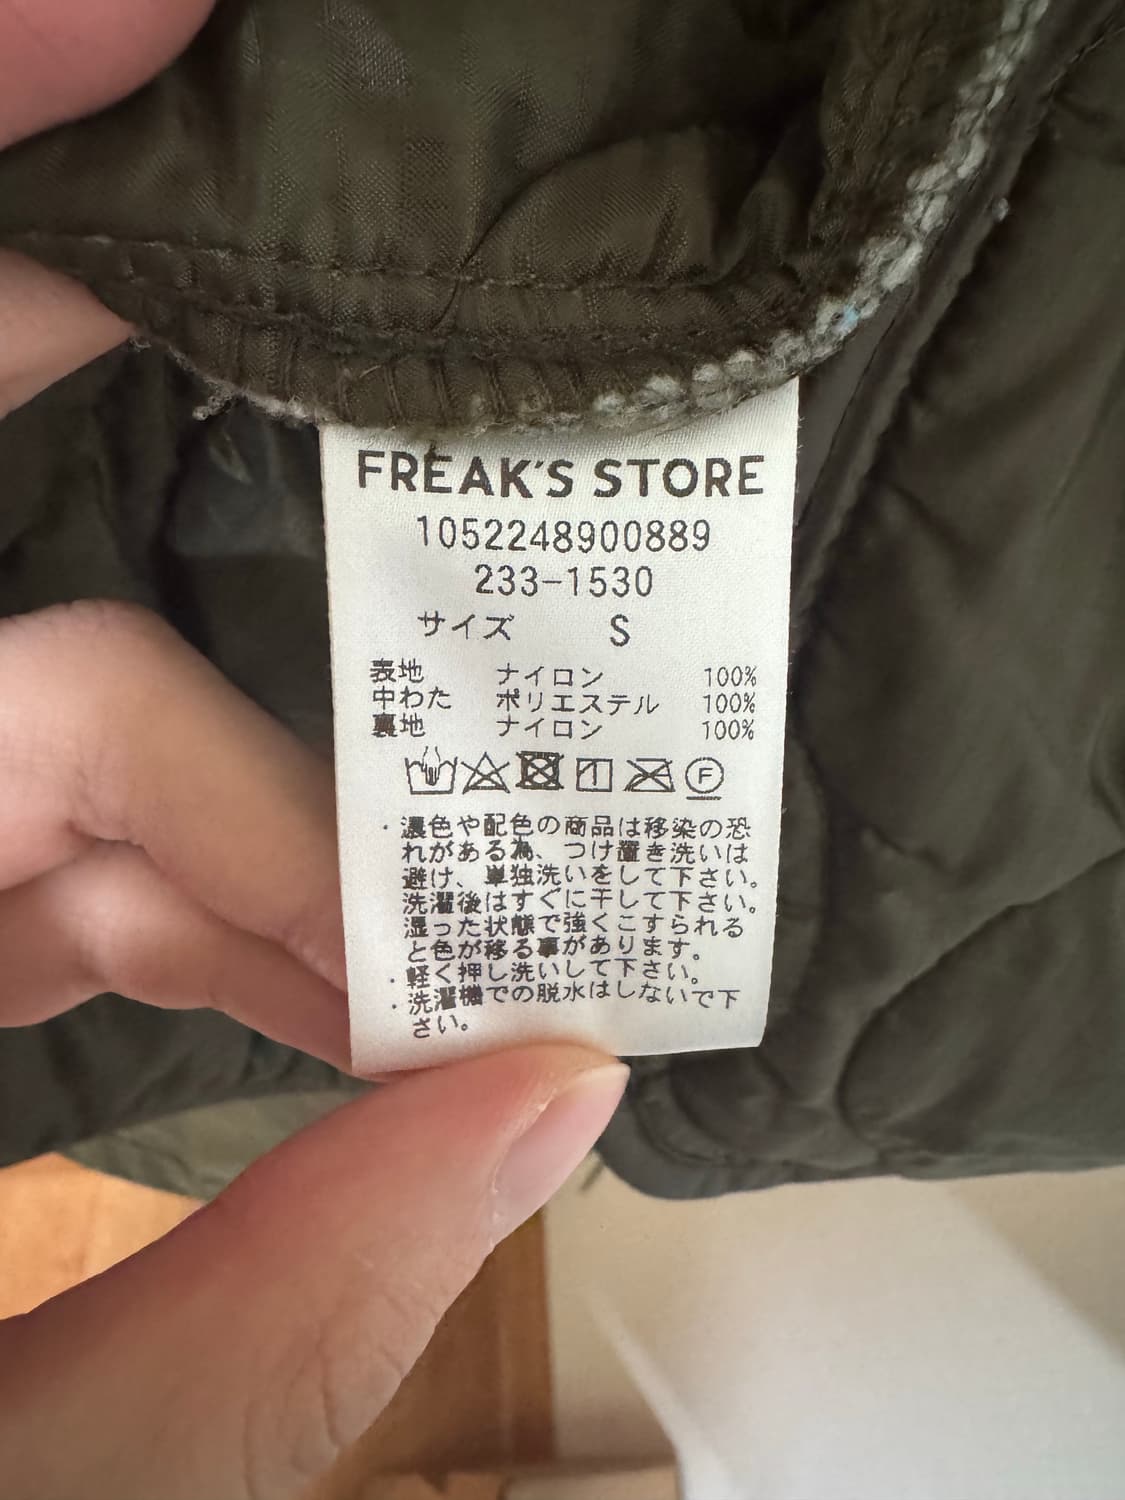 FREAK'S STORE
1052248900889
233-1530
サイズ S
表地 ナイロン 100%
中わた ポリエステル 100%
裏地 ナイロン 100%
F
・濃色や配色の商品は移染の恐
れがある為、つけ置き洗いは
避け、単独洗いをして下さい。
洗濯後はすぐに干して下さい。
湿った状態で強くこすられる
と色が移る事があります。
・軽く押し洗いして下さい。
・洗濯機での脱水はしないで下
さい。